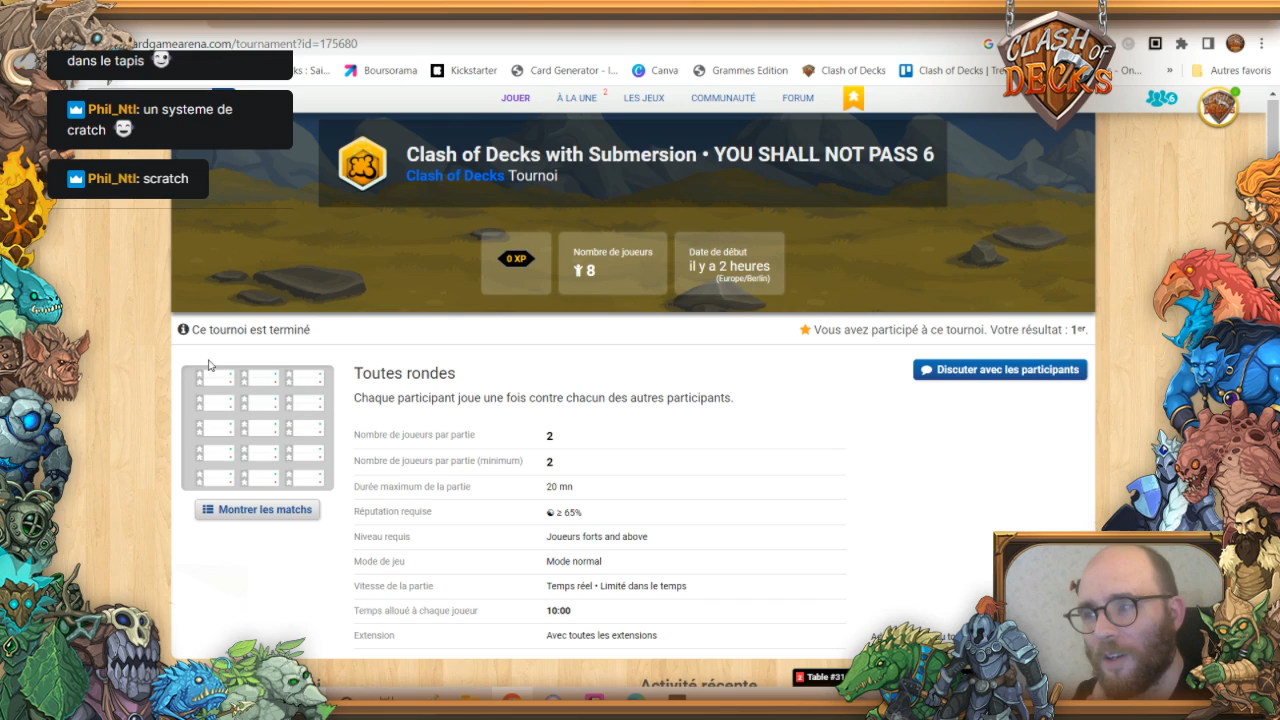 ardgamearena.com/tournament?id=175680
dans le tapis
ks : Sai...
Boursorama
Kickstarter
Card Generator - I...
Canva
Grammes Edition
Clash of Decks
Clash of Decks | Tre
- On...
»
Autres favoris
CLASH OF DECKS
Phil_Ntl: un systeme de
cratch
Phil_Ntl: scratch
JOUER
À LA UNE 2
LES JEUX
COMMUNAUTÉ
FORUM
6
Clash of Decks with Submersion • YOU SHALL NOT PASS 6
Clash of Decks Tournoi
0 XP
Nombre de joueurs
8
Date de début
il y a 2 heures
(Europe/Berlin)
Ce tournoi est terminé
Vous avez participé à ce tournoi. Votre résultat : 1er.
Toutes rondes
Discuter avec les participants
Chaque participant joue une fois contre chacun des autres participants.
Nombre de joueurs par partie 2
Nombre de joueurs par partie (minimum) 2
Durée maximum de la partie 20 mn
Réputation requise ≥ 65%
Niveau requis Joueurs forts and above
Mode de jeu Mode normal
Vitesse de la partie Temps réel • Limité dans le temps
Temps alloué à chaque joueur 10:00
Extension Avec toutes les extensions
Montrer les matchs
Activité récente
Table #31